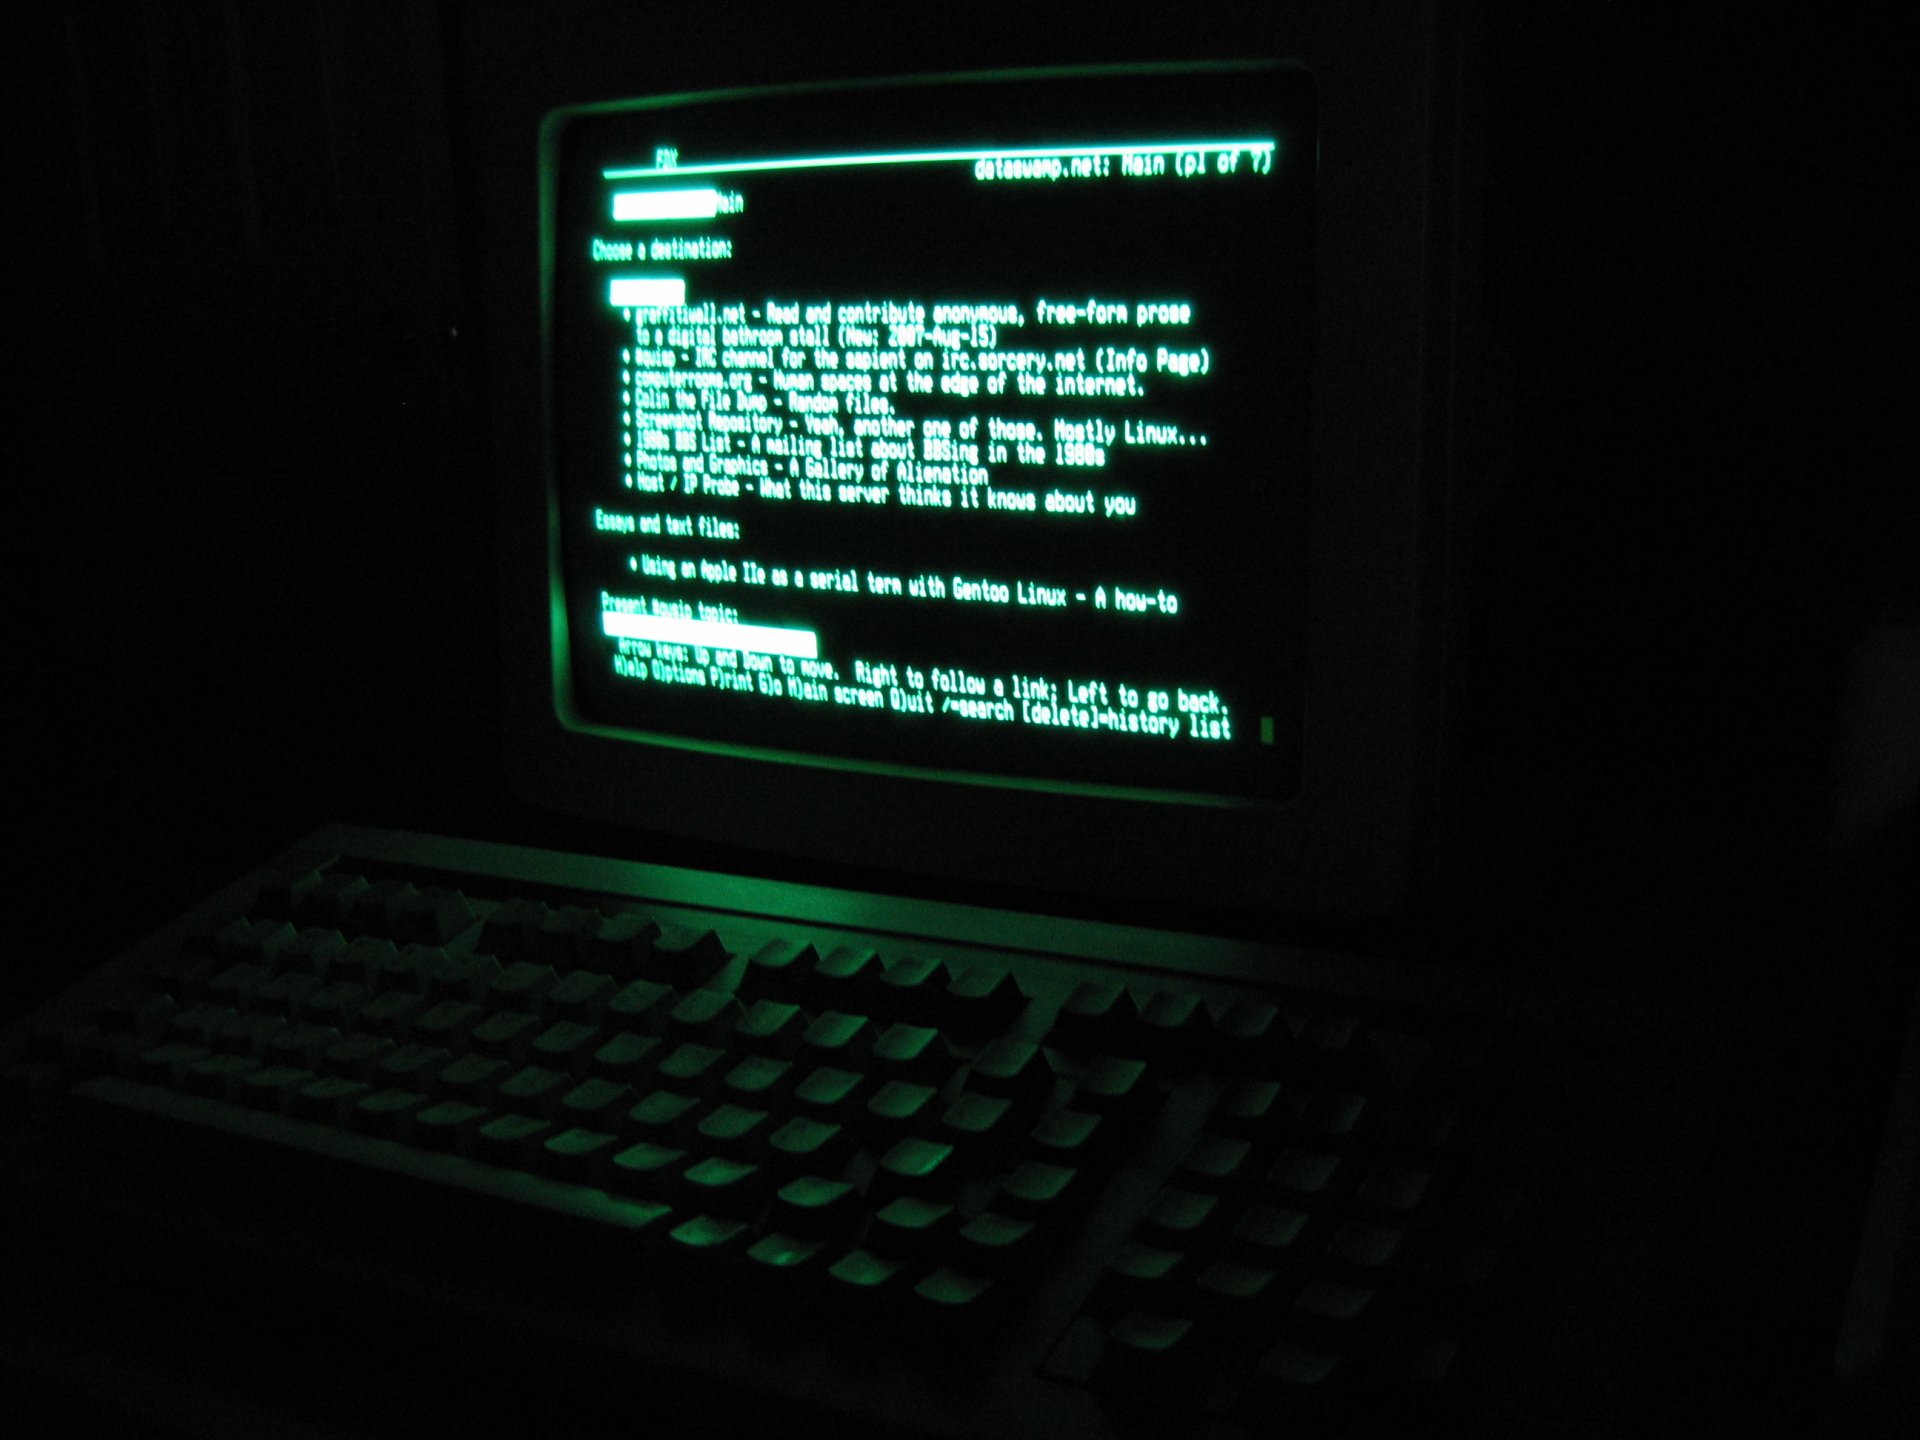 FDX
dataswamp.net: Main (p1 of 7)
Main
Choose a destination:
graffitiwall.net - Read and contribute anonymous, free-form prose
to a digital bathroom stall (New: 2007-Aug-15)
- IRC channel for the sapient on irc.sorcery.net (Info Page)
computerrooms.org - Human spaces at the edge of the internet.
Colin the File Dump - Random files.
Screenshot Repository - Yeah, another one of those. Mostly Linux...
1980s BBS List - A mailing list about BBSing in the 1980s
Photos and Graphics - A Gallery of Alienation
Host / IP Probe - What this server thinks it knows about you
Essays and text files:
Using an Apple IIe as a serial term with Gentoo Linux - A how-to
Present topic:
Arrow keys: Up and Down to move. Right to follow a link; Left to go back.
H)elp O)ptions P)rint G)o M)ain screen Q)uit /=search [delete]=history list